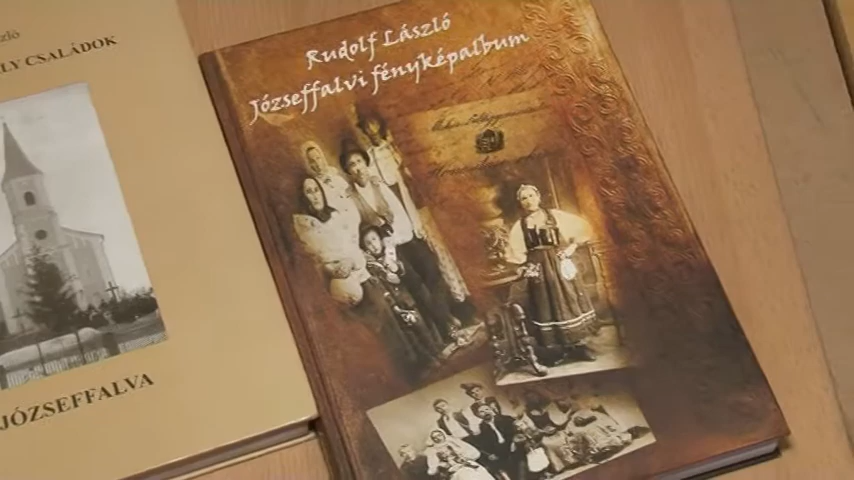 LY CSALÁDOK
JÓZSEFFALVA
Rudolf László
Józseffalvi fényképalbum